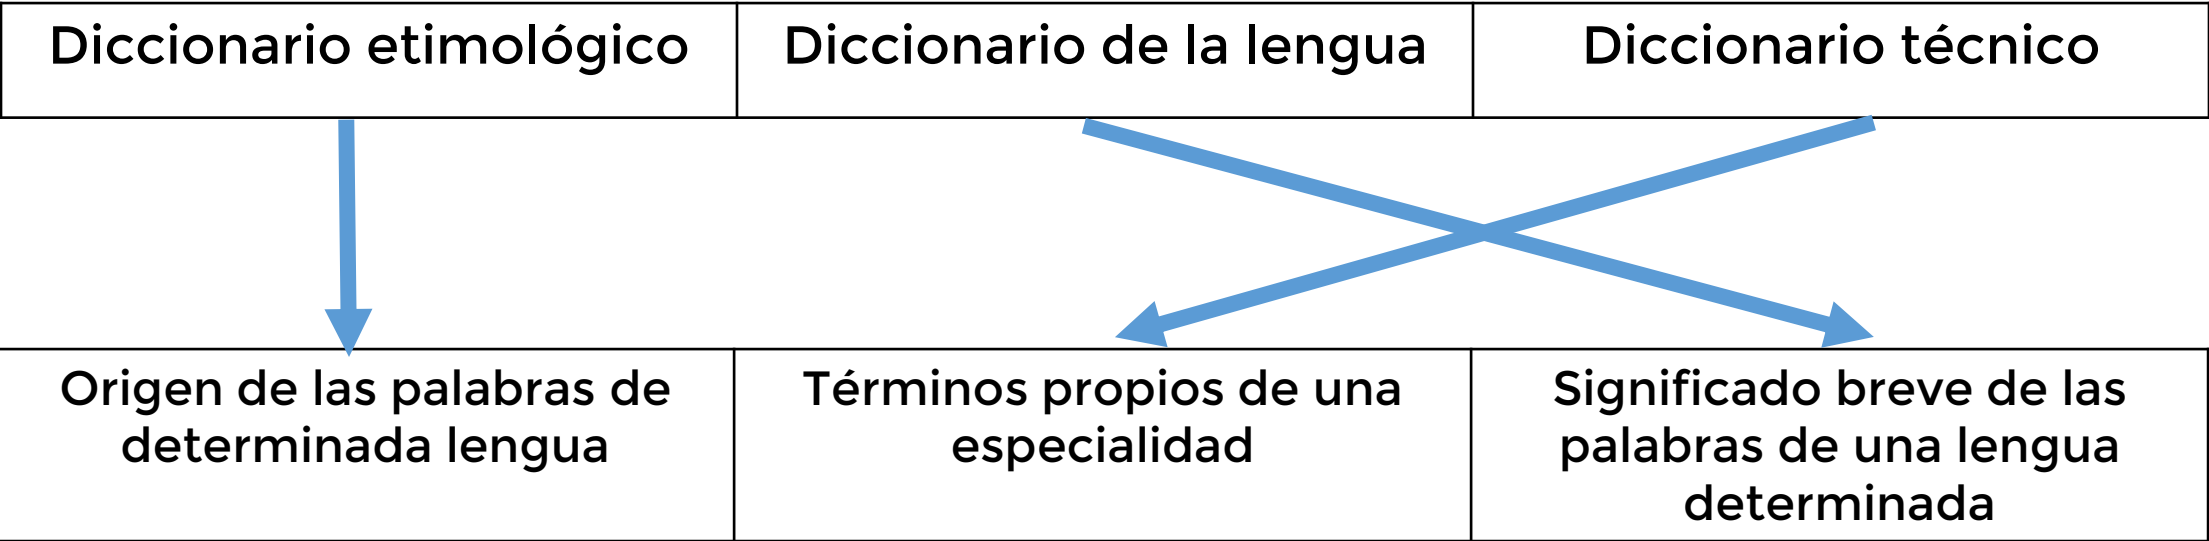 Diccionario etimológico
Diccionario de la lengua
Diccionario técnico
Origen de las palabras de
determinada lengua
Términos propios de una
especialidad
Significado breve de las
palabras de una lengua
determinada